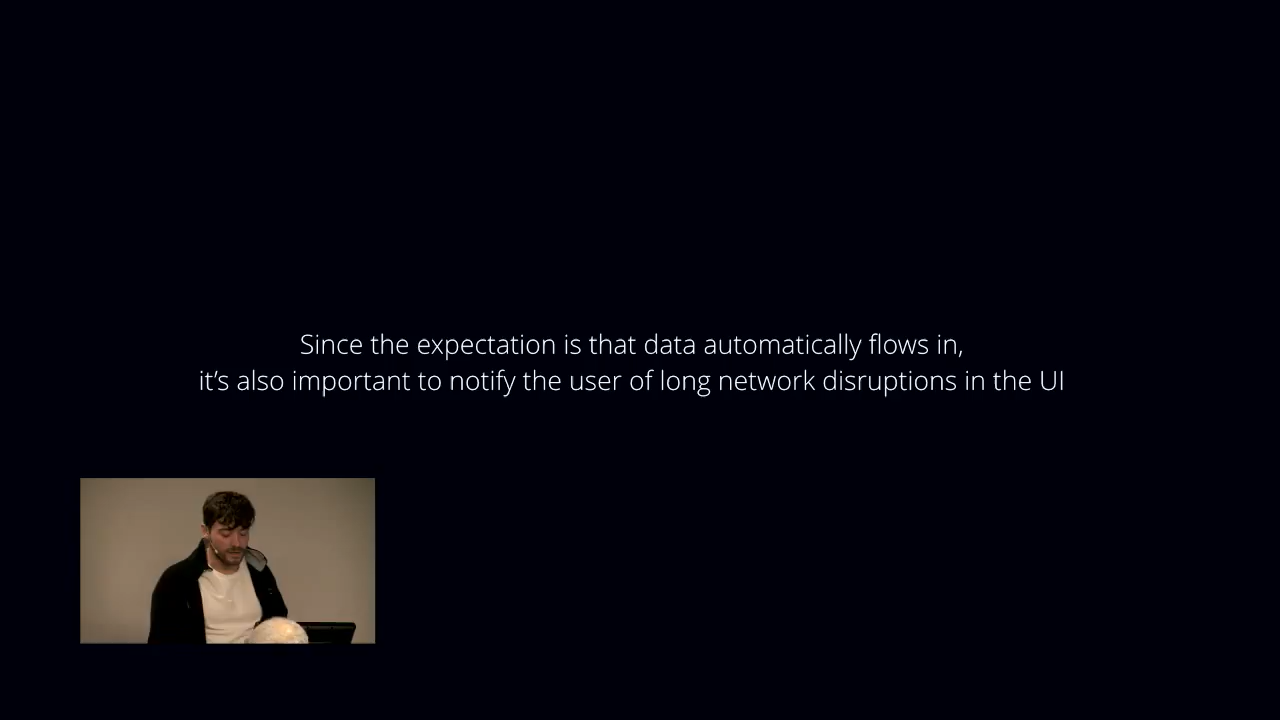 Since the expectation is that data automatically flows in,
it’s also important to notify the user of long network disruptions in the UI